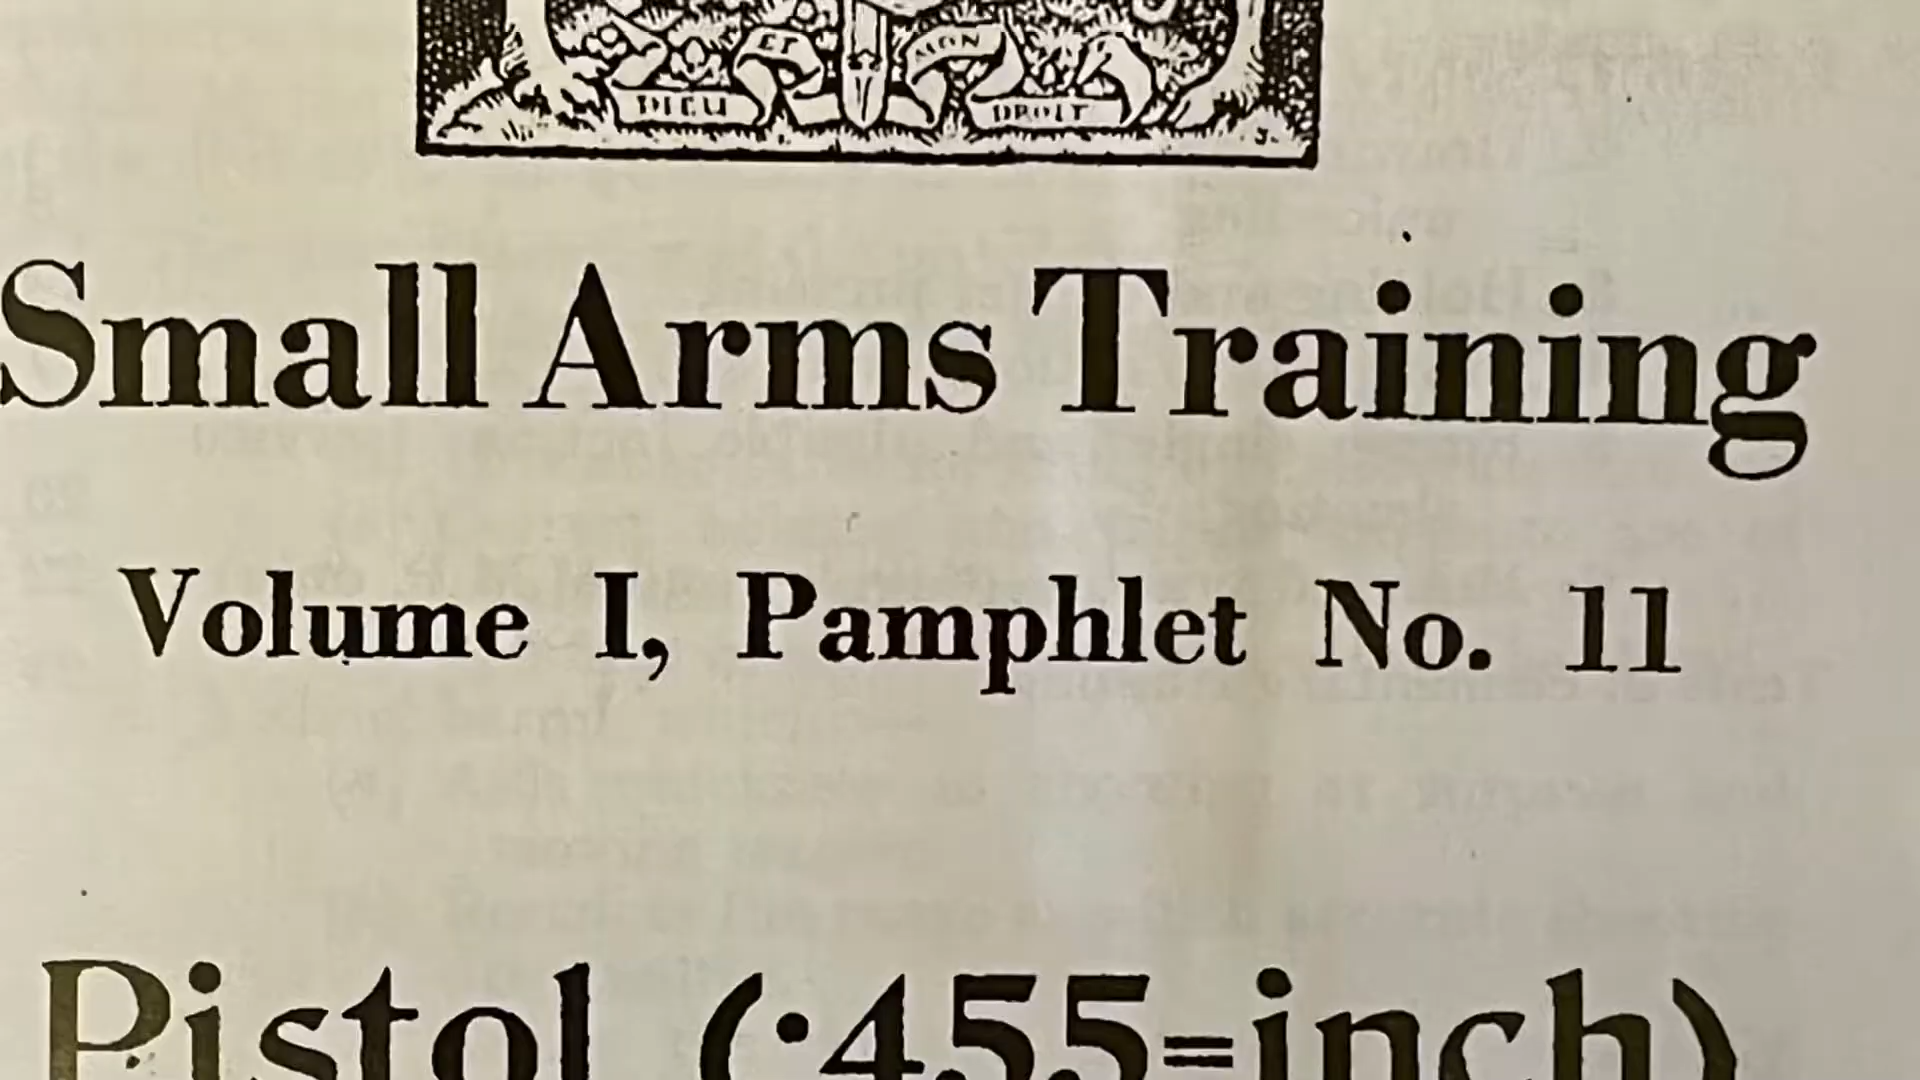 DIEU ET MON DROIT
J.
Small Arms Training
Volume I, Pamphlet No. 11
Pistol (·455=inch)